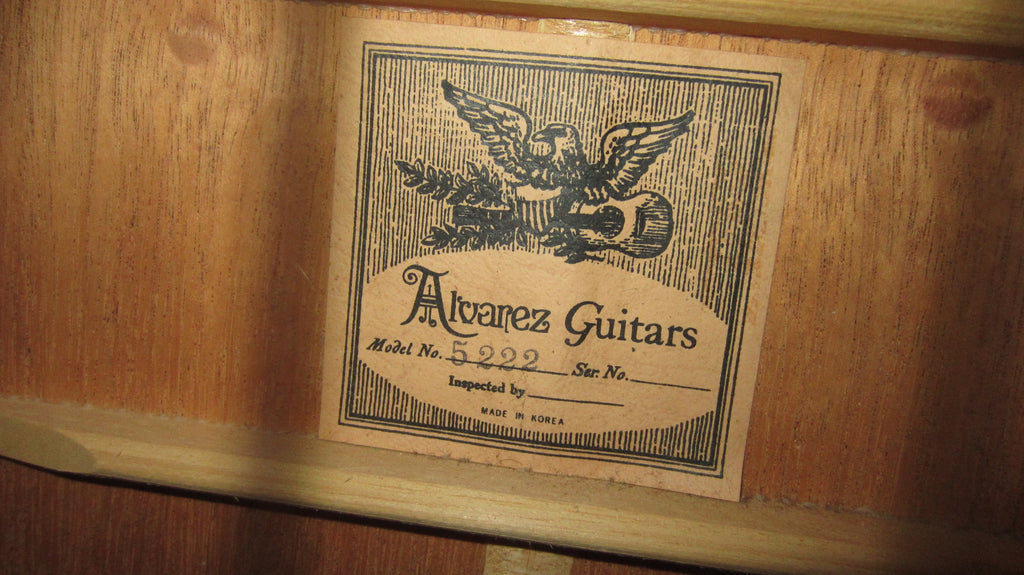 Alvarez Guitars
Model No. 5222 Ser. No.
Inspected by
MADE IN KOREA